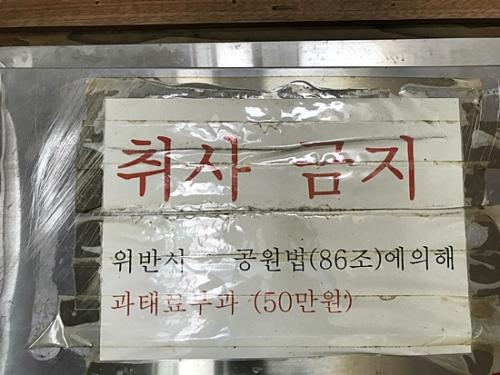 취사 금지
위반시 공원법(86조)에의해
과태료부과 (50만원)